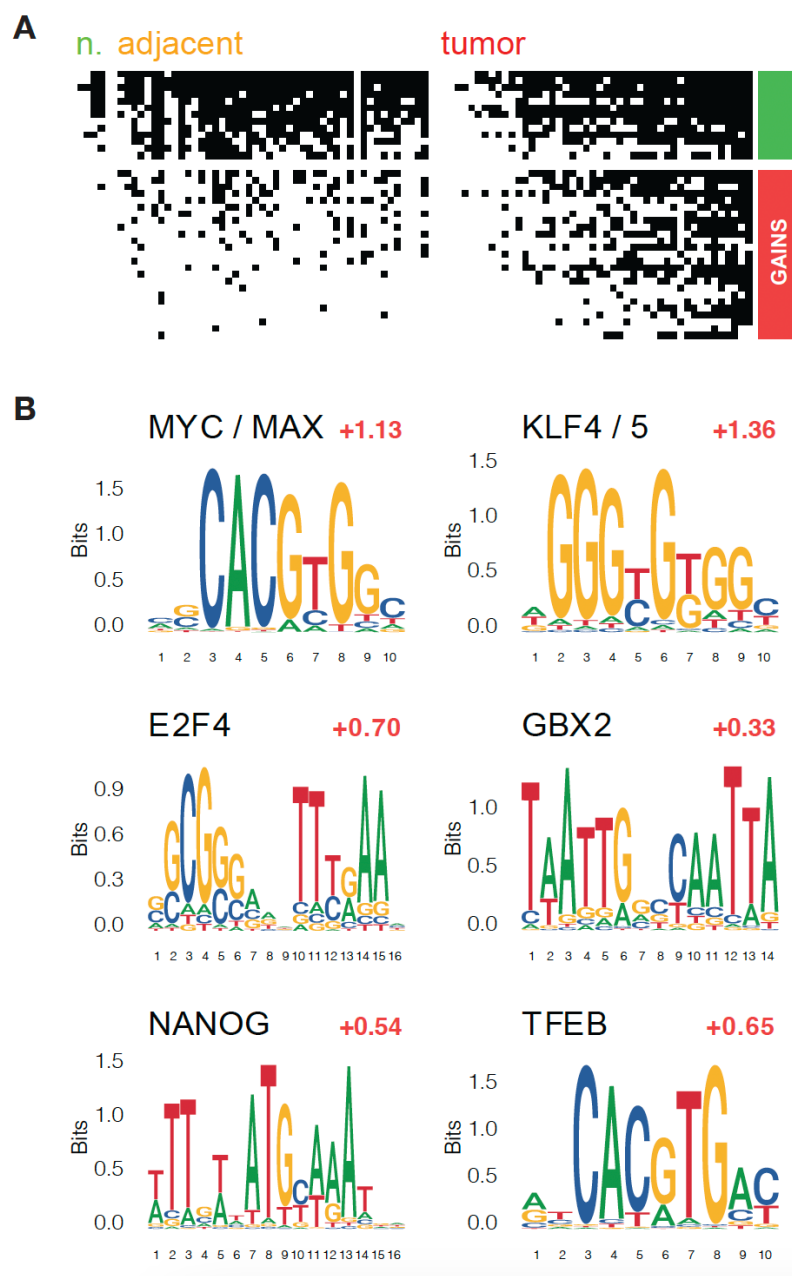 A
n. adjacent tumor
GAINS
B
MYC / MAX +1.13
KLF4 / 5 +1.36
Bits
1.5
1.0
0.5
0.0
1 2 3 4 5 6 7 8 9 10
Bits
1.5
1.0
0.5
0.0
1 2 3 4 5 6 7 8 9 10
E2F4 +0.70
GBX2 +0.33
Bits
0.9
0.6
0.3
0.0
1 2 3 4 5 6 7 8 9 10 11 12 13 14 15 16
Bits
1.0
0.5
0.0
1 2 3 4 5 6 7 8 9 10 11 12 13 14
NANOG +0.54
TFEB +0.65
Bits
1.5
1.0
0.5
0.0
1 2 3 4 5 6 7 8 9 10 11 12 13 14 15 16
Bits
1.5
1.0
0.5
0.0
1 2 3 4 5 6 7 8 9 10